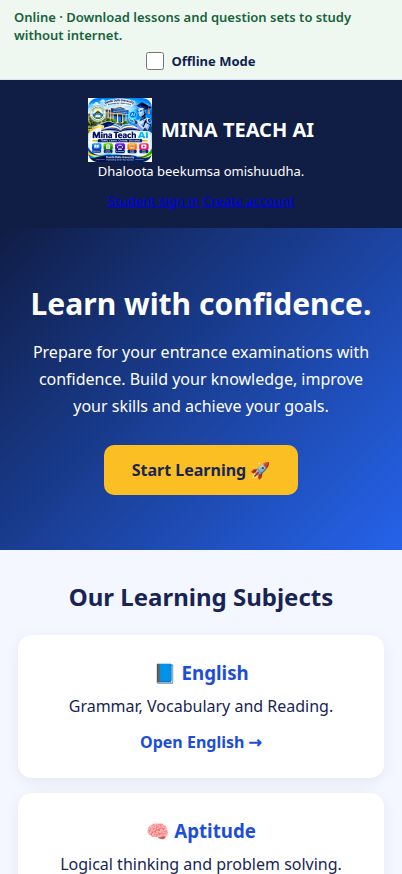 Online · Download lessons and question sets to study
without internet.
Offline Mode
Mina Teach AI
MINA TEACH AI
Dhaloota beekumsa omishuudha.
Student sign in Create account
Learn with confidence.
Prepare for your entrance examinations with
confidence. Build your knowledge, improve
your skills and achieve your goals.
Start Learning 🚀
Our Learning Subjects
📘 English
Grammar, Vocabulary and Reading.
Open English →
🧠 Aptitude
Logical thinking and problem solving.